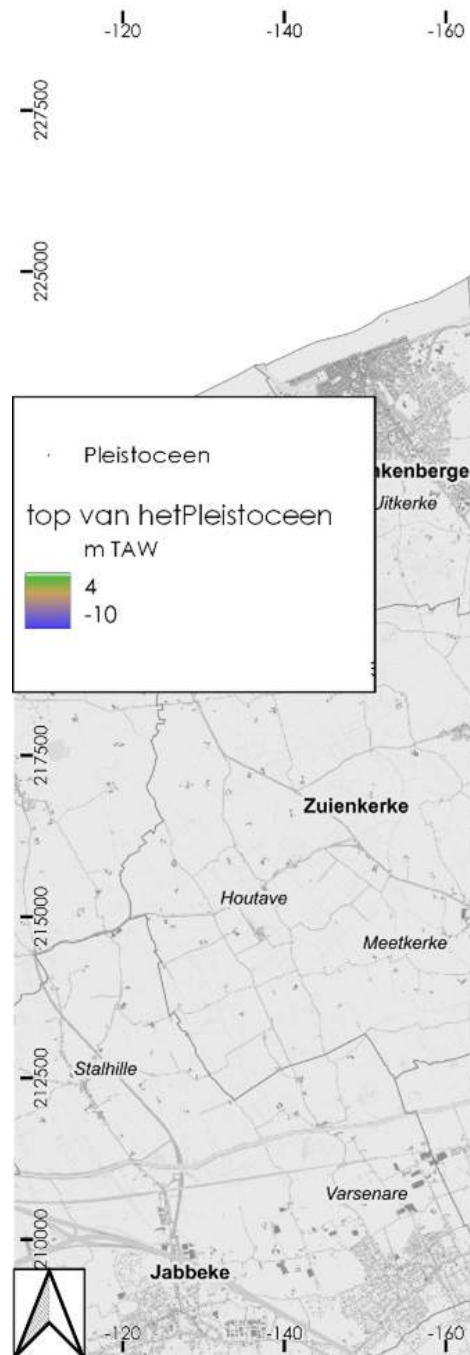 -120 -140 -160
227500
225000
Pleistoceen
nkenberge
Uitkerke
top van hetPleistoceen
m TAW
4
-10
217500
Zuienkerke
Houtave
215000
Meetkerke
Stalhille
212500
Varsenare
210000
Jabbeke
-120 -140 -160